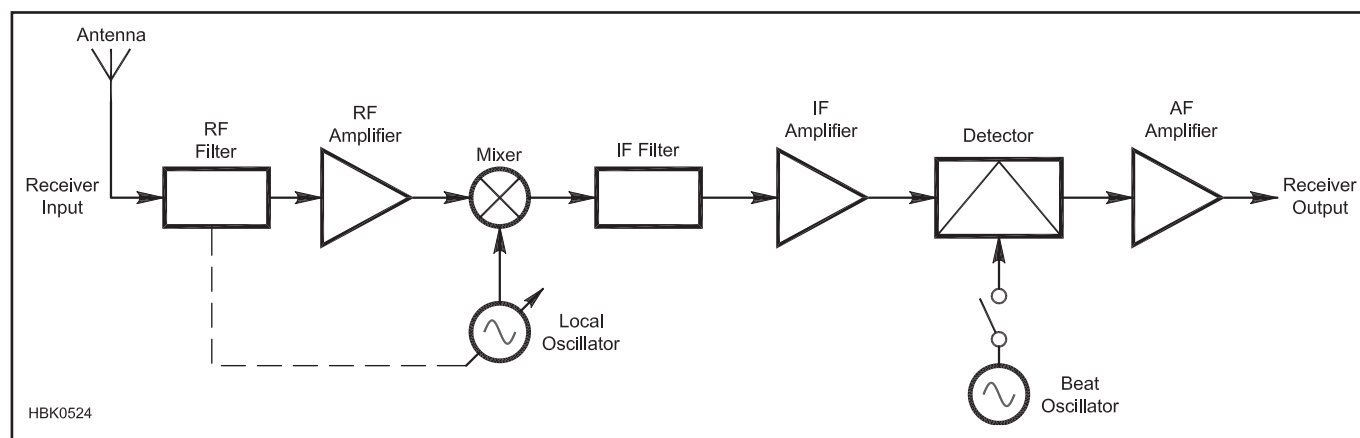 Antenna
Receiver
Input
RF
Filter
RF
Amplifier
Mixer
Local
Oscillator
IF Filter
IF
Amplifier
Detector
Beat
Oscillator
AF
Amplifier
Receiver
Output
HBK0524